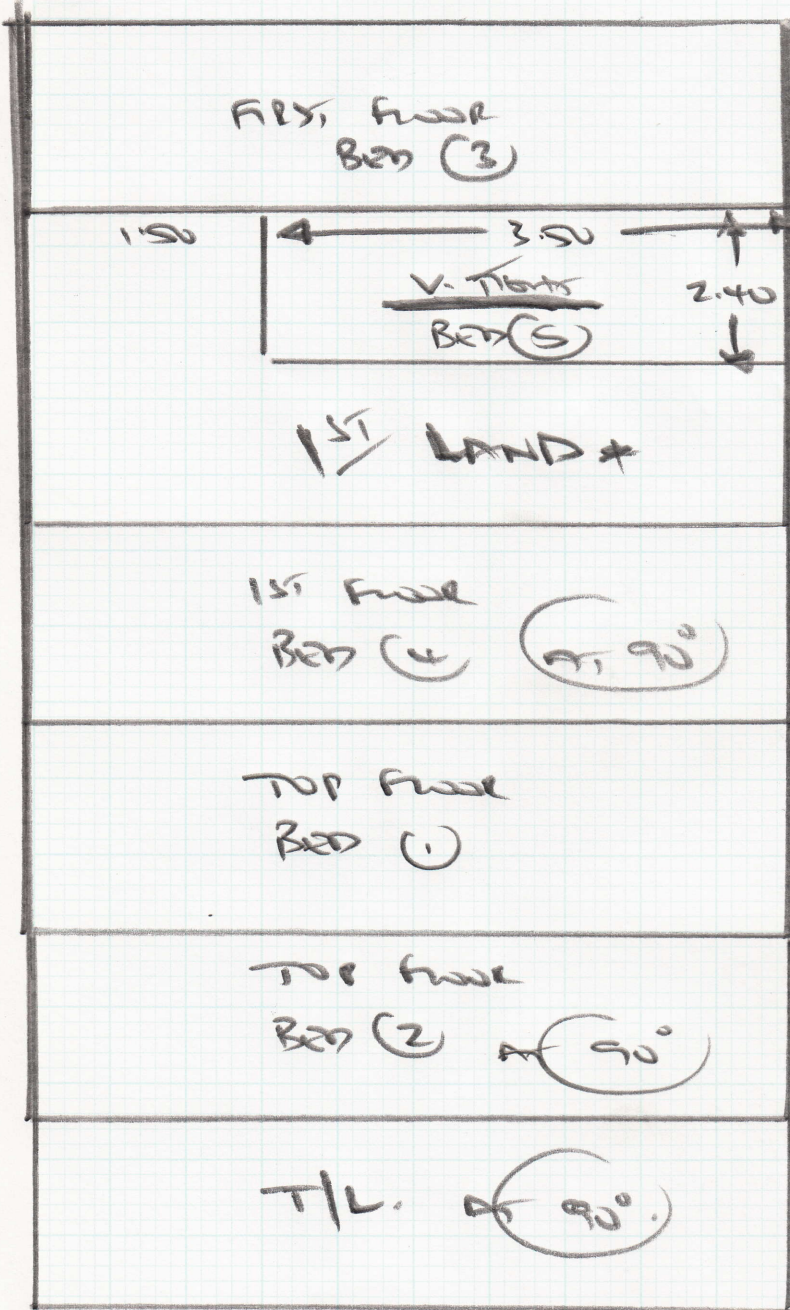 FIRST FLOOR
BED 3
1.50
3.50
V. TIGHT
2.40
BED 5
1ST LAND *
1ST FLOOR
BED 4 AT 90°
TOP FLOOR
BED 1
TOP FLOOR
BED 2 AT 90°
T/L. AT 90°.